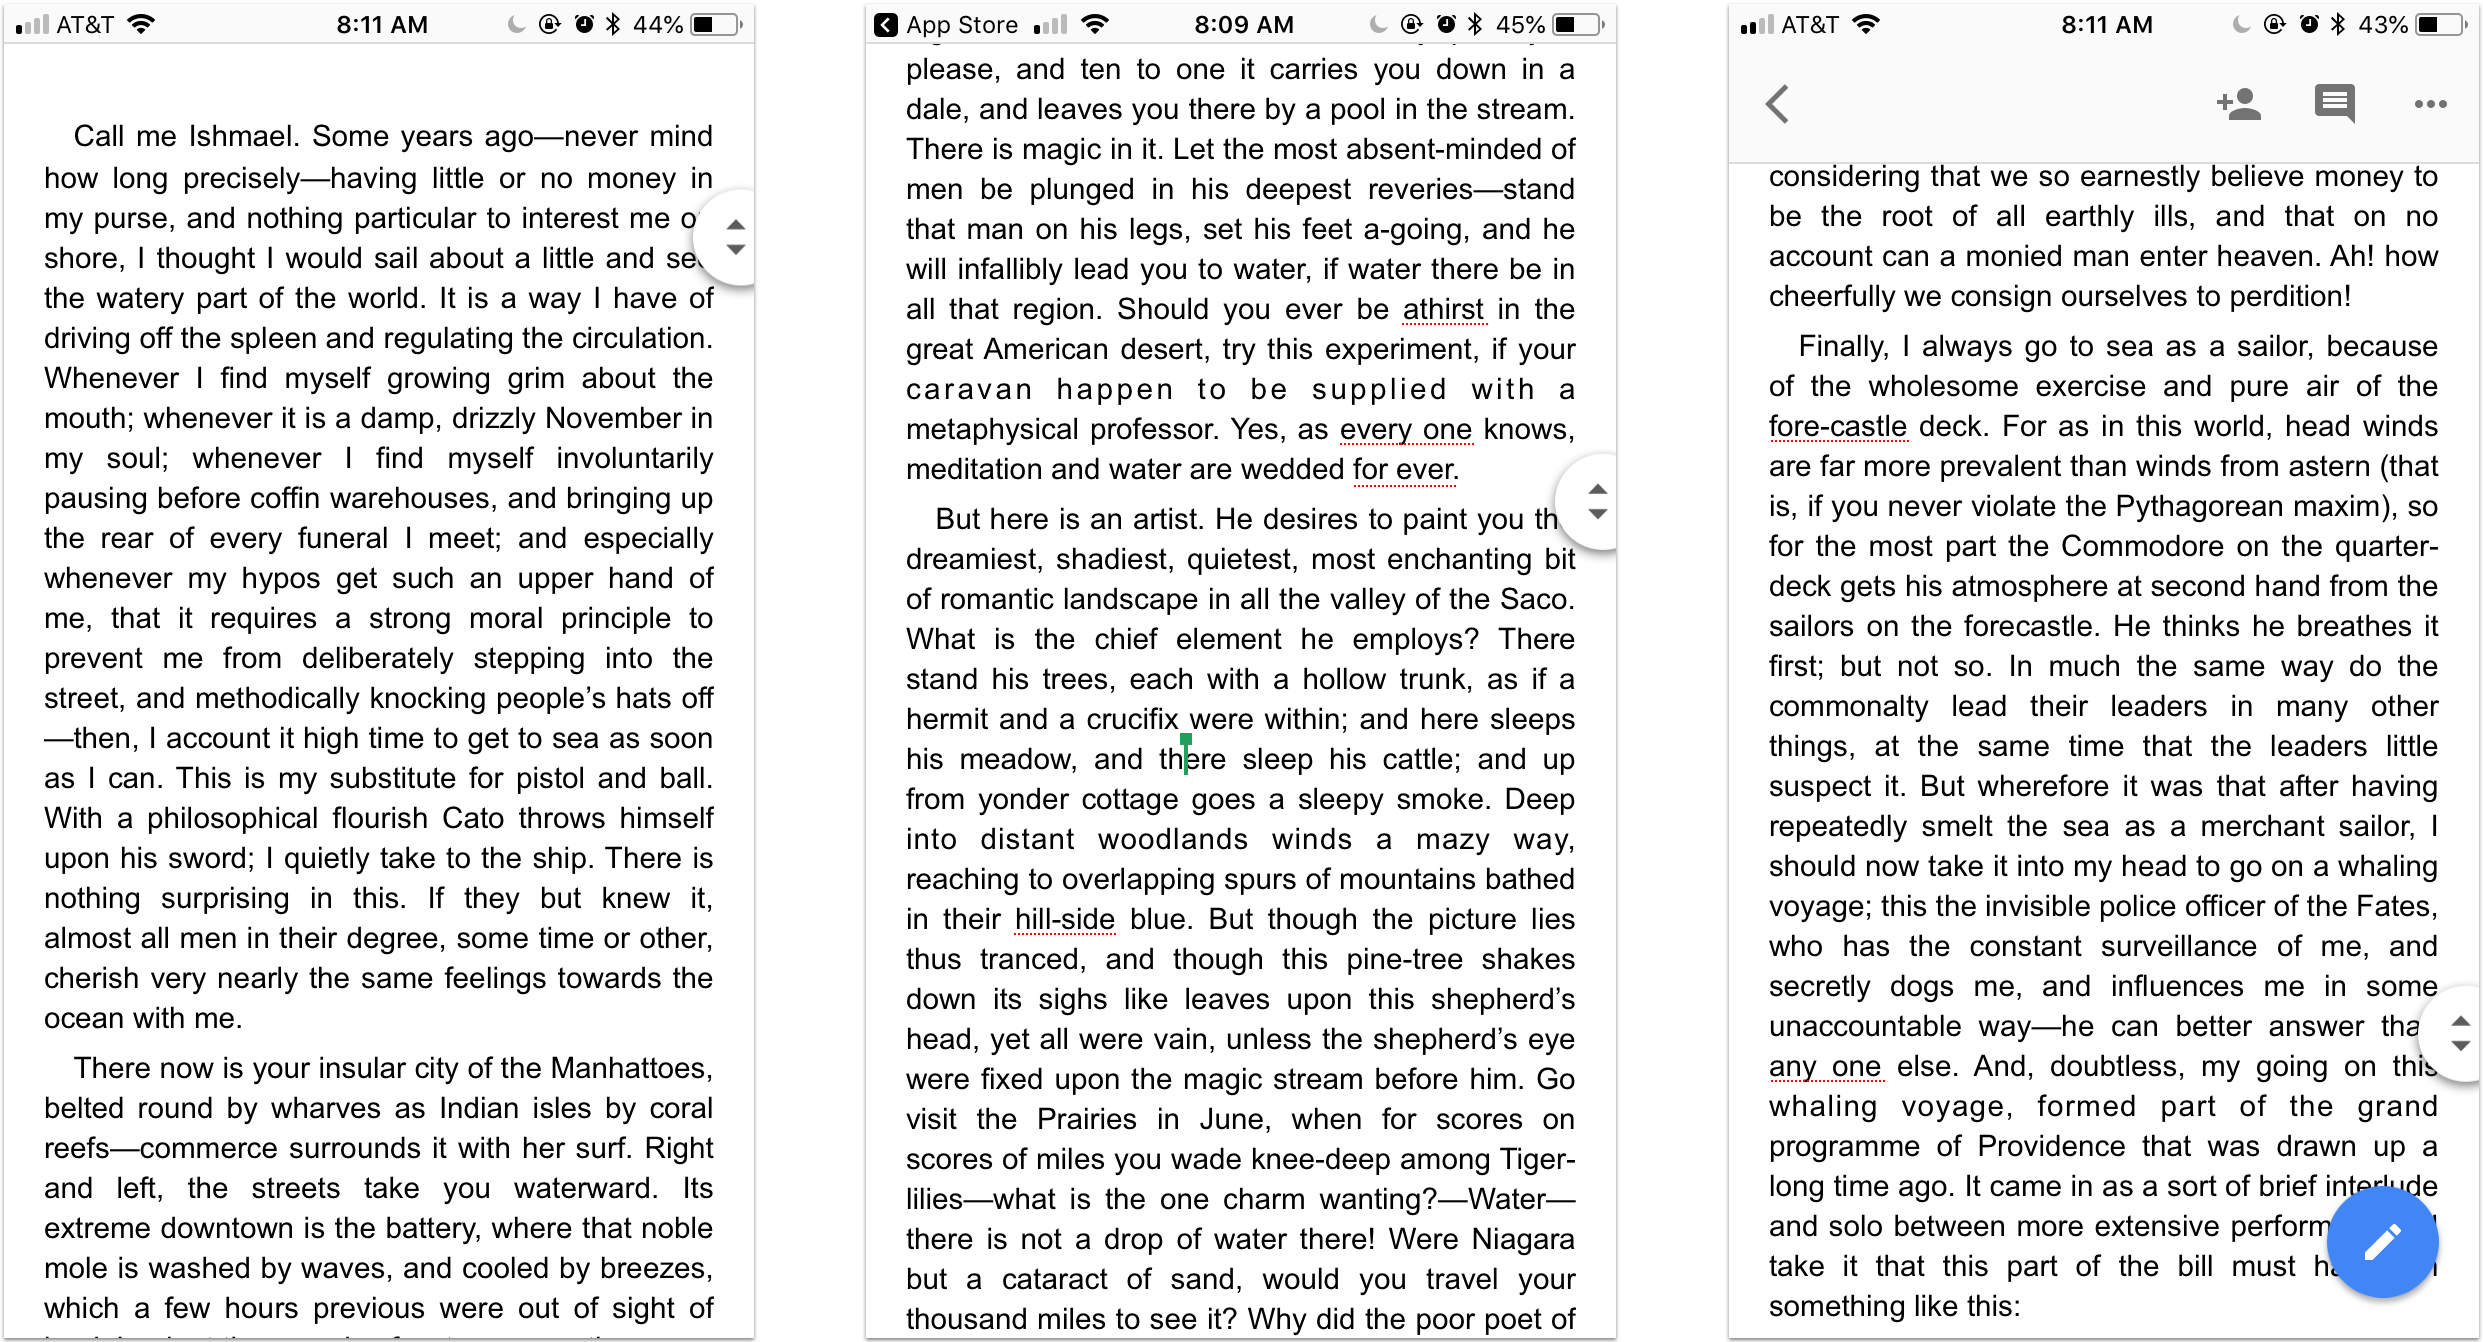 AT&T 8:11 AM 44%
Call me Ishmael. Some years ago—never mind
how long precisely—having little or no money in
my purse, and nothing particular to interest me
shore, I thought I would sail about a little and
the watery part of the world. It is a way I have of
driving off the spleen and regulating the circulation.
Whenever I find myself growing grim about the
mouth; whenever it is a damp, drizzly November in
my soul; whenever I find myself involuntarily
pausing before coffin warehouses, and bringing up
the rear of every funeral I meet; and especially
whenever my hypos get such an upper hand of
me, that it requires a strong moral principle to
prevent me from deliberately stepping into the
street, and methodically knocking people’s hats off
—then, I account it high time to get to sea as soon
as I can. This is my substitute for pistol and ball.
With a philosophical flourish Cato throws himself
upon his sword; I quietly take to the ship. There is
nothing surprising in this. If they but knew it,
almost all men in their degree, some time or other,
cherish very nearly the same feelings towards the
ocean with me.
There now is your insular city of the Manhattoes,
belted round by wharves as Indian isles by coral
reefs—commerce surrounds it with her surf. Right
and left, the streets take you waterward. Its
extreme downtown is the battery, where that noble
mole is washed by waves, and cooled by breezes,
which a few hours previous were out of sight of
App Store 8:09 AM 45%
please, and ten to one it carries you down in a
dale, and leaves you there by a pool in the stream.
There is magic in it. Let the most absent-minded of
men be plunged in his deepest reveries—stand
that man on his legs, set his feet a-going, and he
will infallibly lead you to water, if water there be in
all that region. Should you ever be athirst in the
great American desert, try this experiment, if your
caravan happen to be supplied with a
metaphysical professor. Yes, as every one knows,
meditation and water are wedded for ever.
But here is an artist. He desires to paint you
dreamiest, shadiest, quietest, most enchanting bit
of romantic landscape in all the valley of the Saco.
What is the chief element he employs? There
stand his trees, each with a hollow trunk, as if a
hermit and a crucifix were within; and here sleeps
his meadow, and there sleep his cattle; and up
from yonder cottage goes a sleepy smoke. Deep
into distant woodlands winds a mazy way,
reaching to overlapping spurs of mountains bathed
in their hill-side blue. But though the picture lies
thus tranced, and though this pine-tree shakes
down its sighs like leaves upon this shepherd’s
head, yet all were vain, unless the shepherd’s eye
were fixed upon the magic stream before him. Go
visit the Prairies in June, when for scores on
scores of miles you wade knee-deep among Tiger-
lilies—what is the one charm wanting?—Water—
there is not a drop of water there! Were Niagara
but a cataract of sand, would you travel your
thousand miles to see it? Why did the poor poet of
AT&T 8:11 AM 43%
considering that we so earnestly believe money to
be the root of all earthly ills, and that on no
account can a monied man enter heaven. Ah! how
cheerfully we consign ourselves to perdition!
Finally, I always go to sea as a sailor, because
of the wholesome exercise and pure air of the
fore-castle deck. For as in this world, head winds
are far more prevalent than winds from astern (that
is, if you never violate the Pythagorean maxim), so
for the most part the Commodore on the quarter-
deck gets his atmosphere at second hand from the
sailors on the forecastle. He thinks he breathes it
first; but not so. In much the same way do the
commonalty lead their leaders in many other
things, at the same time that the leaders little
suspect it. But wherefore it was that after having
repeatedly smelt the sea as a merchant sailor, I
should now take it into my head to go on a whaling
voyage; this the invisible police officer of the Fates,
who has the constant surveillance of me, and
secretly dogs me, and influences me in some
unaccountable way—he can better answer than
any one else. And, doubtless, my going on this
whaling voyage, formed part of the grand
programme of Providence that was drawn up a
long time ago. It came in as a sort of brief interlude
and solo between more extensive
take it that this part of the bill must
something like this: